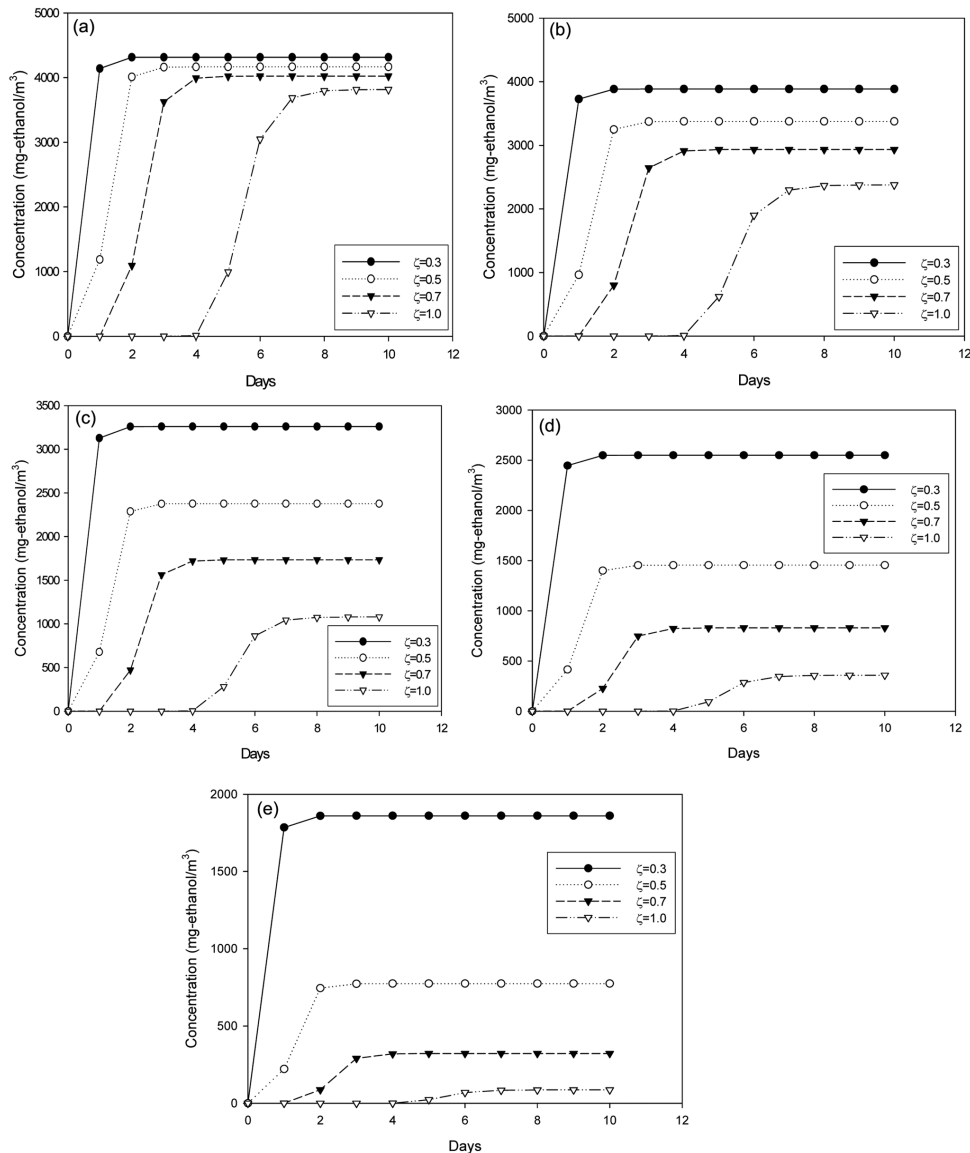 (a)
Concentration (mg-ethanol/m³)
5000
4000
3000
2000
1000
0
0 2 4 6 8 10 12
Days
ζ=0.3
ζ=0.5
ζ=0.7
ζ=1.0
(b)
Concentration (mg-ethanol/m³)
5000
4000
3000
2000
1000
0
0 2 4 6 8 10 12
Days
ζ=0.3
ζ=0.5
ζ=0.7
ζ=1.0
(c)
Concentration (mg-ethanol/m³)
3500
3000
2500
2000
1500
1000
500
0
0 2 4 6 8 10 12
Days
ζ=0.3
ζ=0.5
ζ=0.7
ζ=1.0
(d)
Concentration (mg-ethanol/m³)
3000
2500
2000
1500
1000
500
0
0 2 4 6 8 10 12
Days
ζ=0.3
ζ=0.5
ζ=0.7
ζ=1.0
(e)
Concentration (mg-ethanol/m³)
2000
1500
1000
500
0
0 2 4 6 8 10 12
Days
ζ=0.3
ζ=0.5
ζ=0.7
ζ=1.0